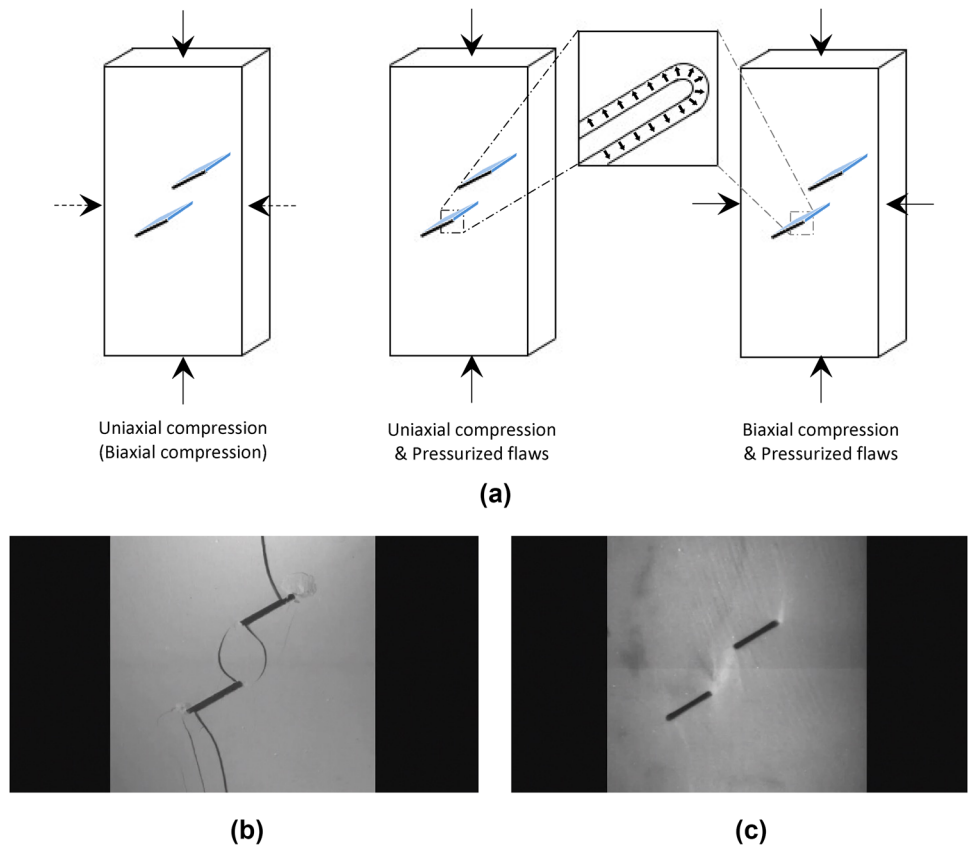 Uniaxial compression
(Biaxial compression)
Uniaxial compression
& Pressurized flaws
Biaxial compression
& Pressurized flaws
(a)
(b)
(c)